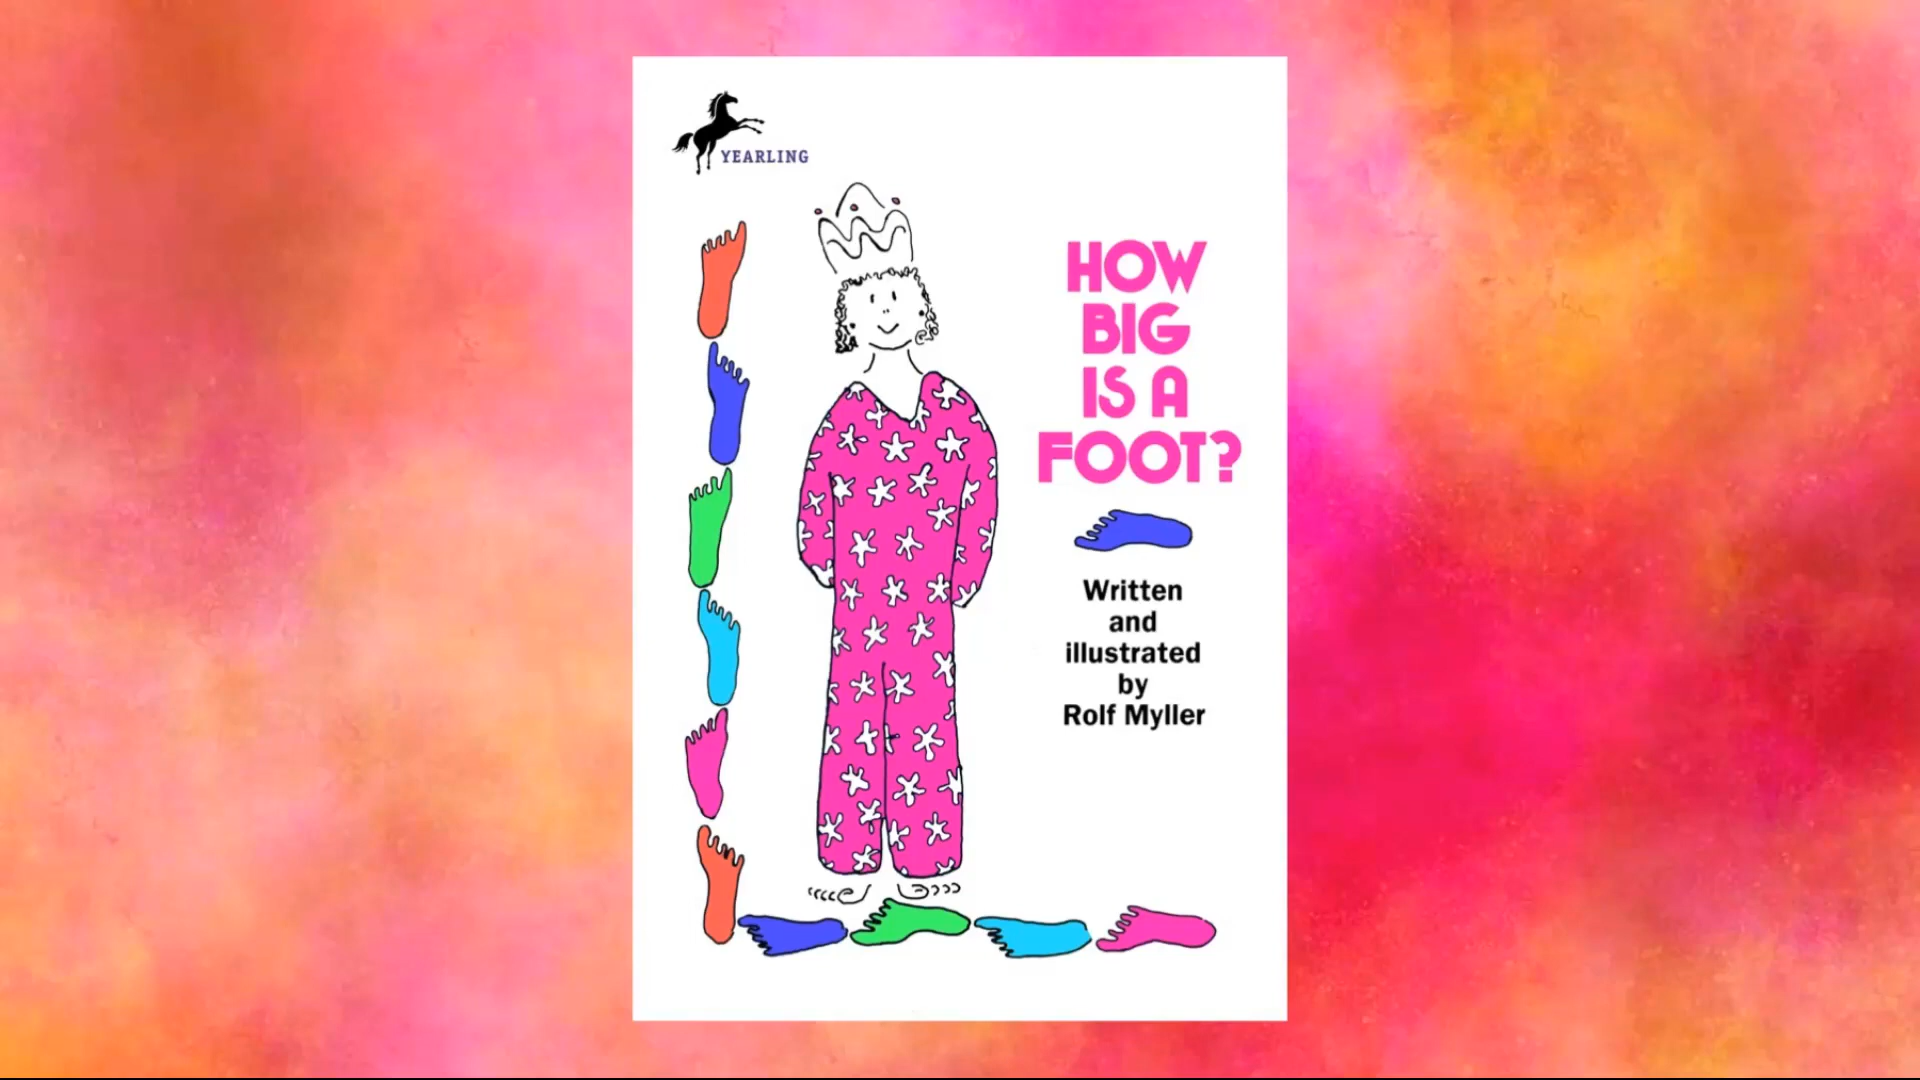 YEARLING
HOW
BIG
IS A
FOOT?
Written
and
illustrated
by
Rolf Myller